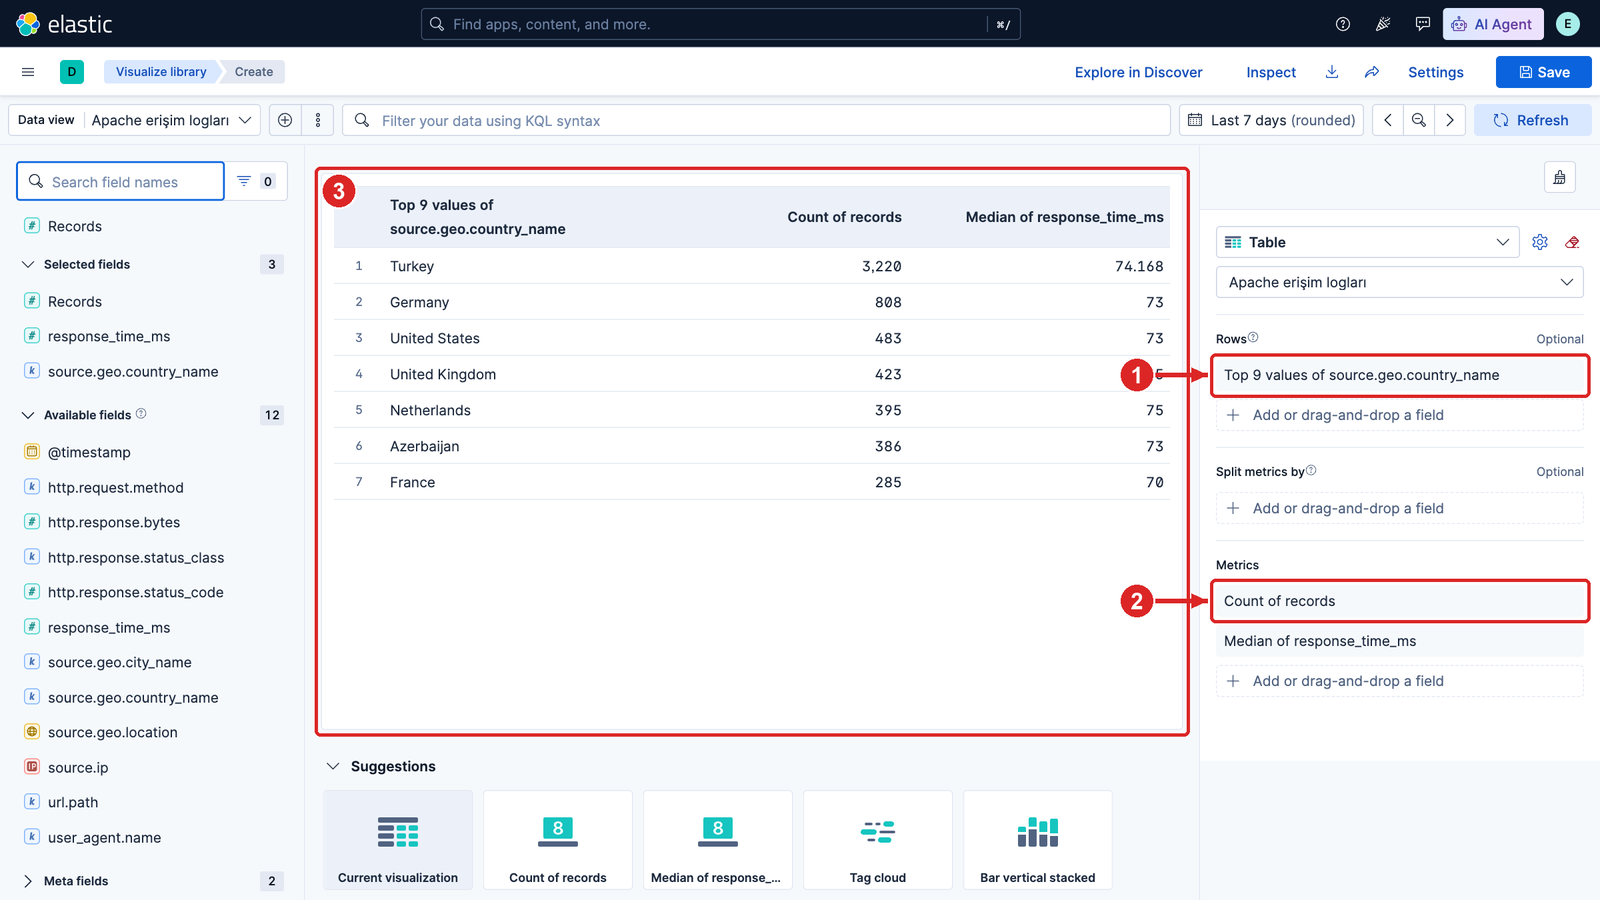 elastic
Find apps, content, and more.
⌘/
AI Agent
E
D
Visualize library
Create
Explore in Discover
Inspect
Settings
Save
Data view
Apache erişim logları
Filter your data using KQL syntax
Last 7 days (rounded)
Refresh
Search field names
0
Records
Selected fields
3
Records
response_time_ms
source.geo.country_name
Available fields
12
@timestamp
http.request.method
http.response.bytes
http.response.status_class
http.response.status_code
response_time_ms
source.geo.city_name
source.geo.country_name
source.geo.location
source.ip
url.path
user_agent.name
Meta fields
2
3
Top 9 values of
source.geo.country_name
Count of records
Median of response_time_ms
1 Turkey 3,220 74.168
2 Germany 808 73
3 United States 483 73
4 United Kingdom 423
5 Netherlands 395 75
6 Azerbaijan 386 73
7 France 285 70
Suggestions
Current visualization
8
Count of records
8
Median of response_...
Tag cloud
Bar vertical stacked
Table
Apache erişim logları
Rows
Optional
1
Top 9 values of source.geo.country_name
Add or drag-and-drop a field
Split metrics by
Optional
Add or drag-and-drop a field
Metrics
2
Count of records
Median of response_time_ms
Add or drag-and-drop a field